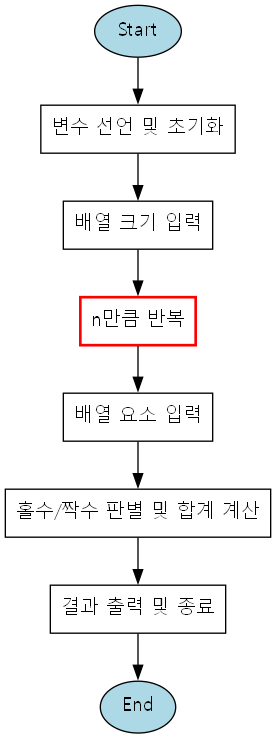 Start
변수 선언 및 초기화
배열 크기 입력
n만큼 반복
배열 요소 입력
홀수/짝수 판별 및 합계 계산
결과 출력 및 종료
End